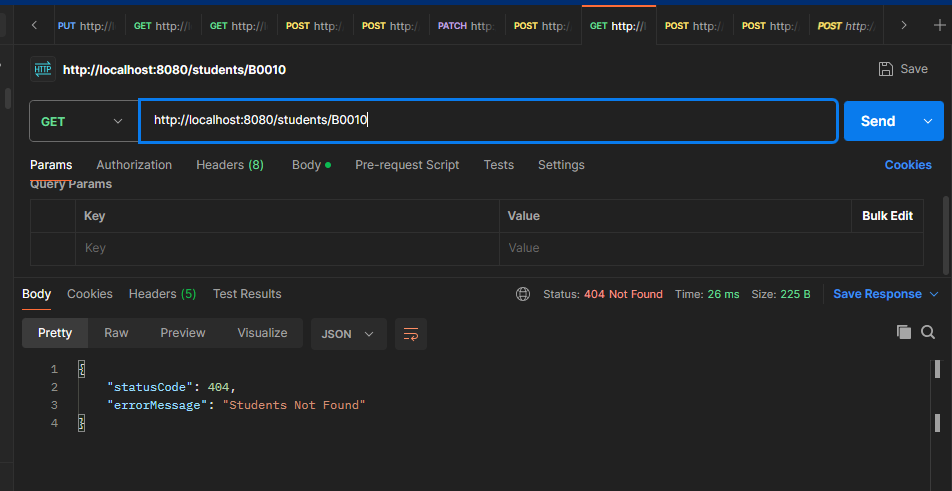 PUT http://l GET http://l GET http://l POST http:/ POST http:/ PATCH http: POST http:/ GET http://l POST http:/ POST http:/ POST http:/
HTTP http://localhost:8080/students/B0010 Save
GET http://localhost:8080/students/B0010 Send
Params Authorization Headers (8) Body Pre-request Script Tests Settings Cookies
Query Params
Key Value Bulk Edit
Key Value
Body Cookies Headers (5) Test Results Status: 404 Not Found Time: 26 ms Size: 225 B Save Response
Pretty Raw Preview Visualize JSON
1 {
2 "statusCode": 404,
3 "errorMessage": "Students Not Found"
4 }